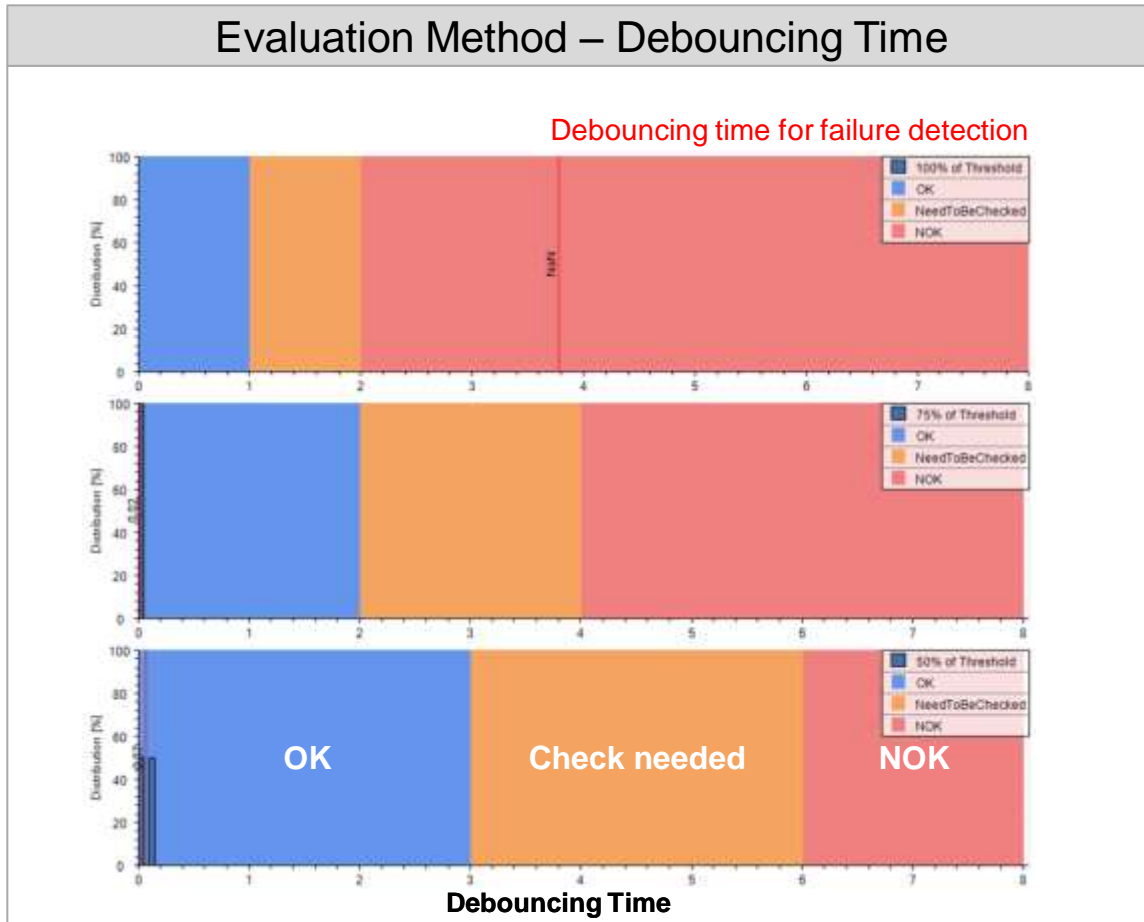 Evaluation Method – Debouncing Time
Debouncing time for failure detection
100
80
60
40
20
0
Distribution [%]
NaN
100% of Threshold
OK
NeedToBeChecked
NOK
0 1 2 3 4 5 6 7 8
100
80
60
40
20
0
Distribution [%]
75% of Threshold
OK
NeedToBeChecked
NOK
0 1 2 3 4 5 6 7 8
100
80
60
40
20
0
Distribution [%]
50% of Threshold
OK
NeedToBeChecked
NOK
OK Check needed NOK
0 1 2 3 4 5 6 7 8
Debouncing Time